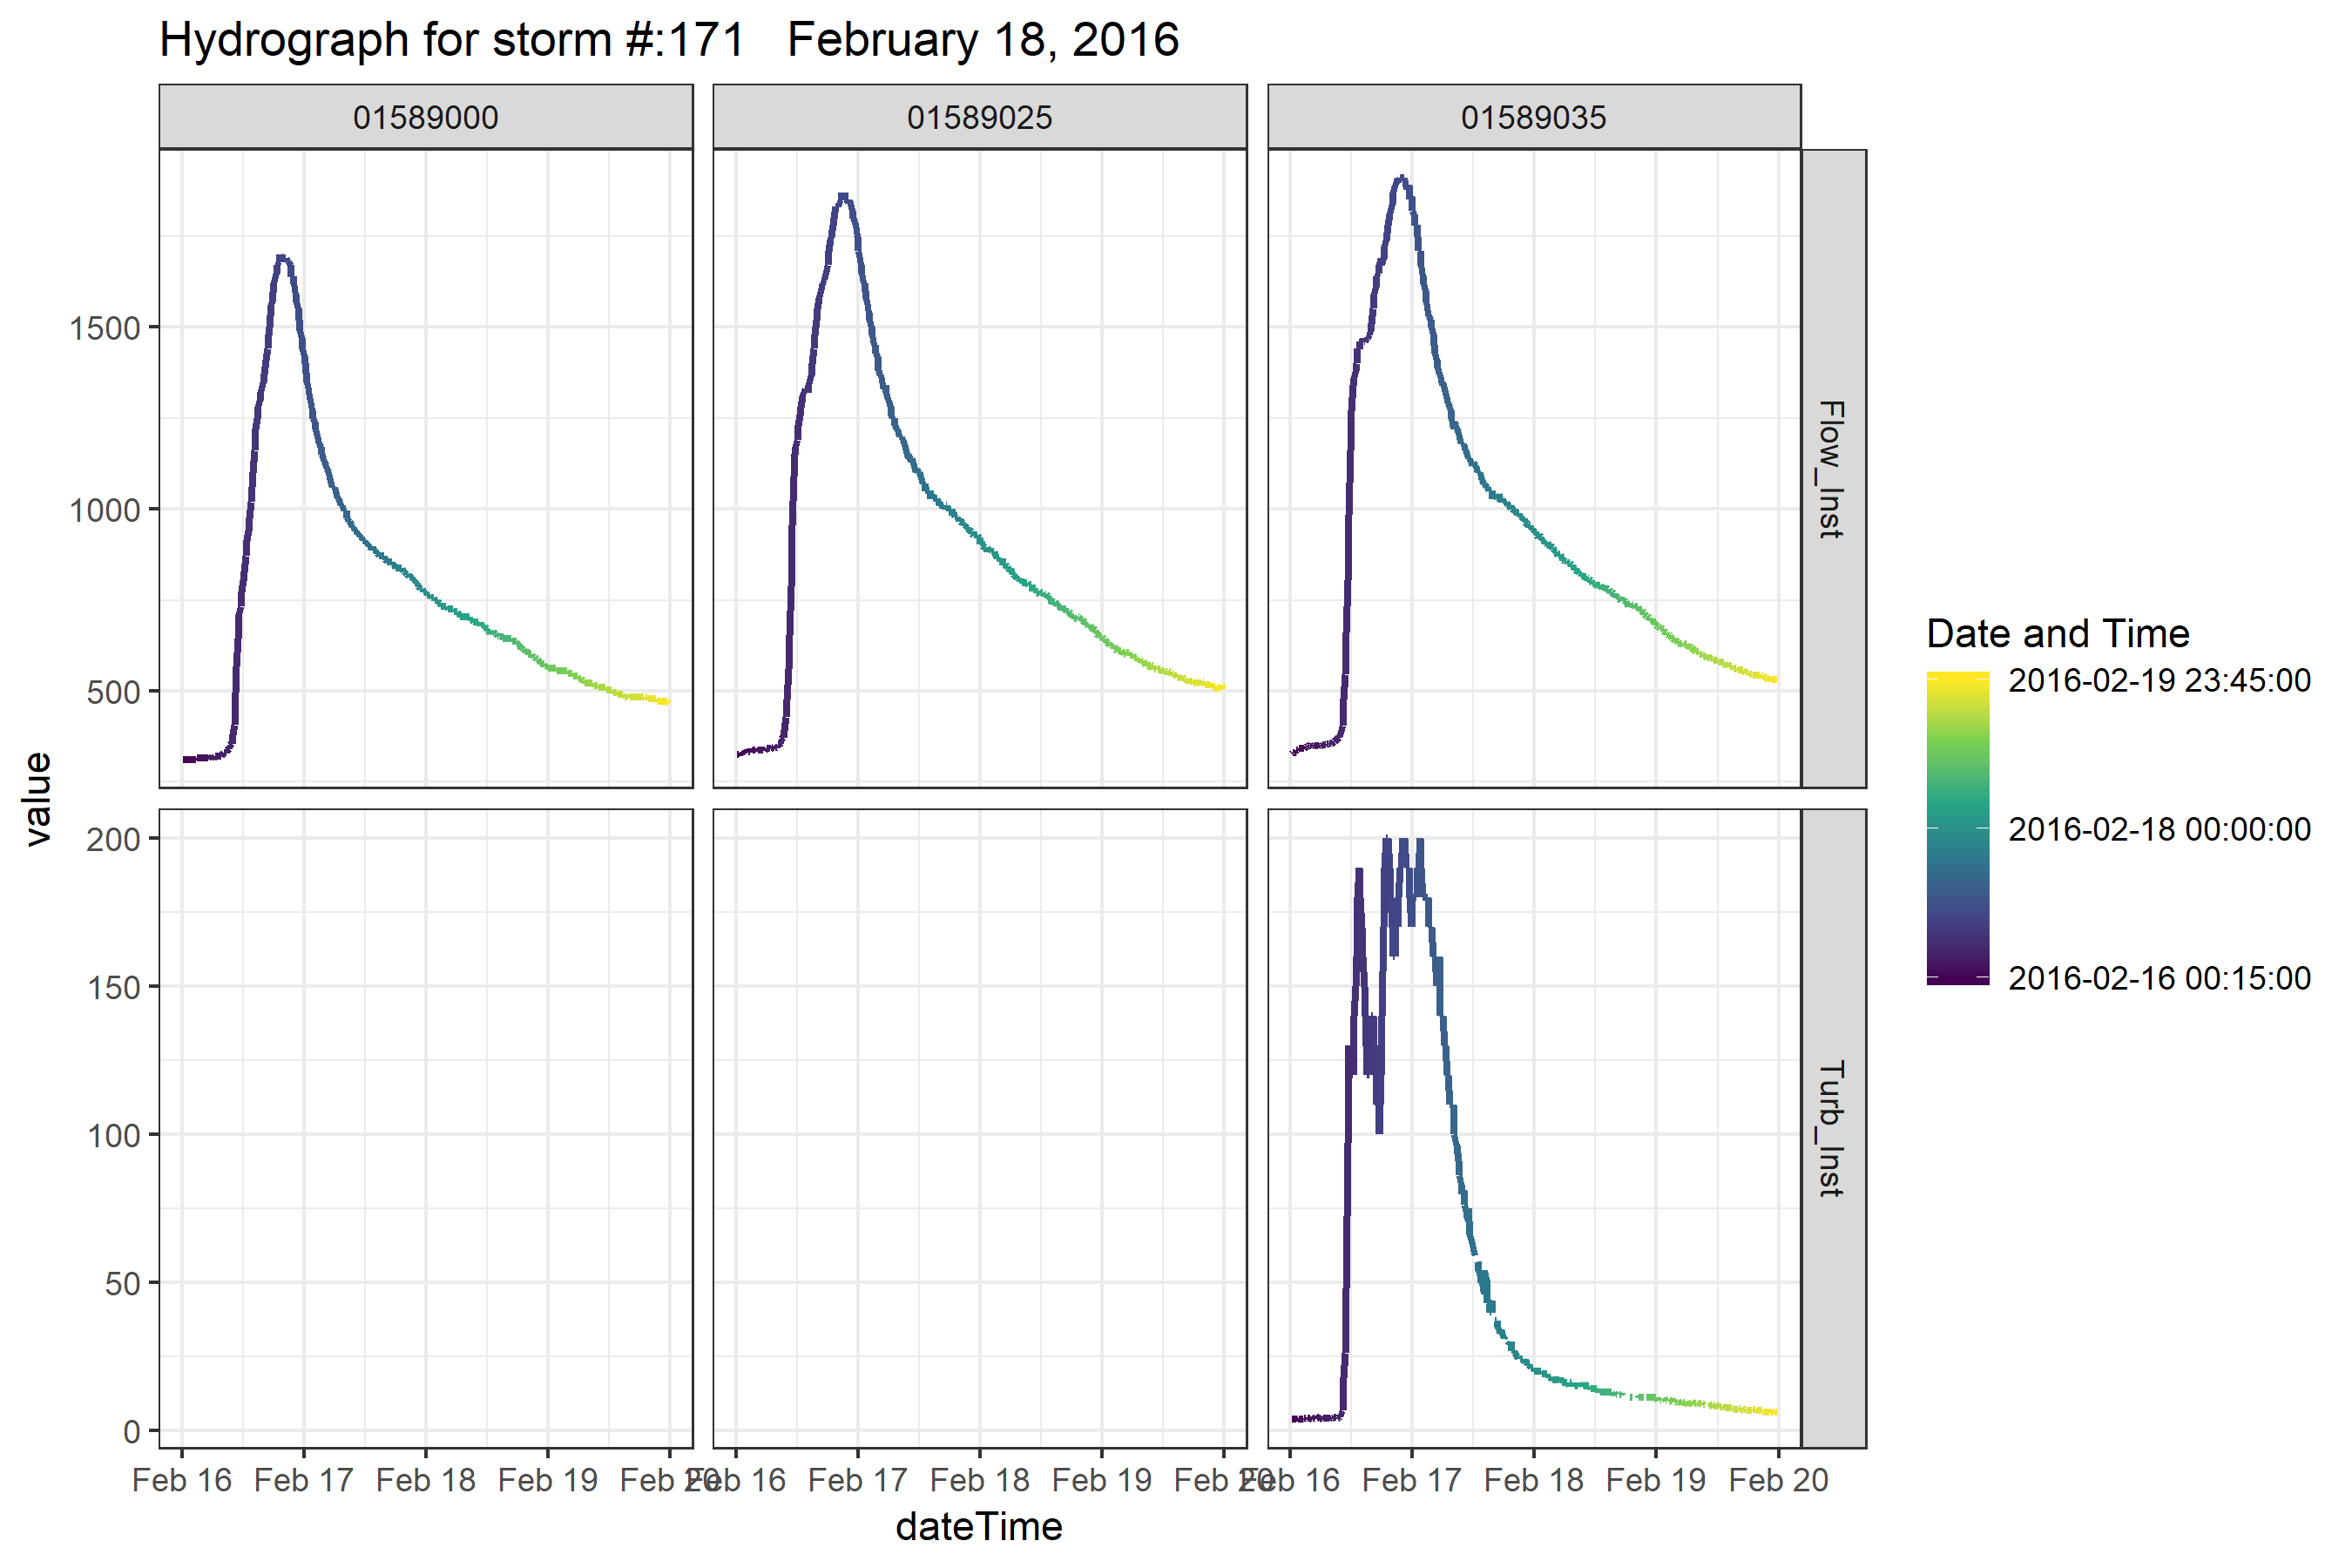 Hydrograph for storm #:171   February 18, 2016
01589000
01589025
01589035
1500
1000
500
Flow_Inst
value
200
150
100
50
0
Turb_Inst
Feb 16 Feb 17 Feb 18 Feb 19 Feb 20
Feb 16 Feb 17 Feb 18 Feb 19 Feb 20
Feb 16 Feb 17 Feb 18 Feb 19 Feb 20
dateTime
Date and Time
2016-02-19 23:45:00
2016-02-18 00:00:00
2016-02-16 00:15:00